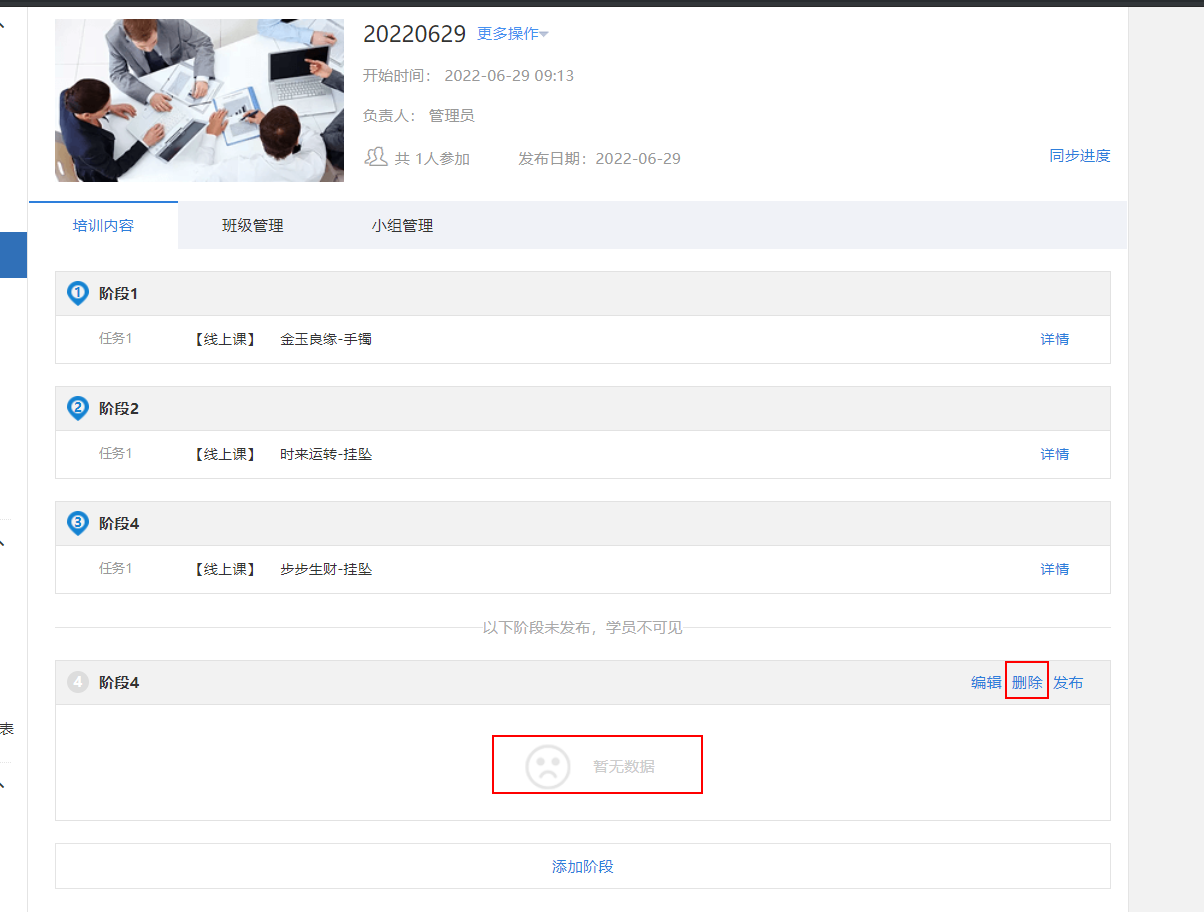 20220629 更多操作
开始时间： 2022-06-29 09:13
负责人： 管理员
共 1人参加 发布日期：2022-06-29
同步进度
培训内容 班级管理 小组管理
1 阶段1
任务1 【线上课】 金玉良缘-手镯 详情
2 阶段2
任务1 【线上课】 时来运转-挂坠 详情
3 阶段4
任务1 【线上课】 步步生财-挂坠 详情
以下阶段未发布，学员不可见
4 阶段4 编辑 删除 发布
表
暂无数据
添加阶段